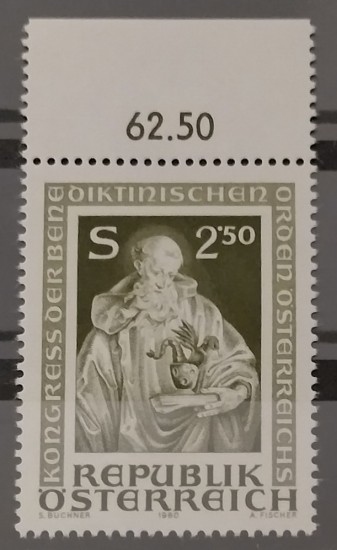 62.50
KONGRESS DER BENEDIKTINISCHEN ORDEN ÖSTERREICHS
S 2·50
REPUBLIK
ÖSTERREICH
S. BUCHNER 1980 A. FISCHER